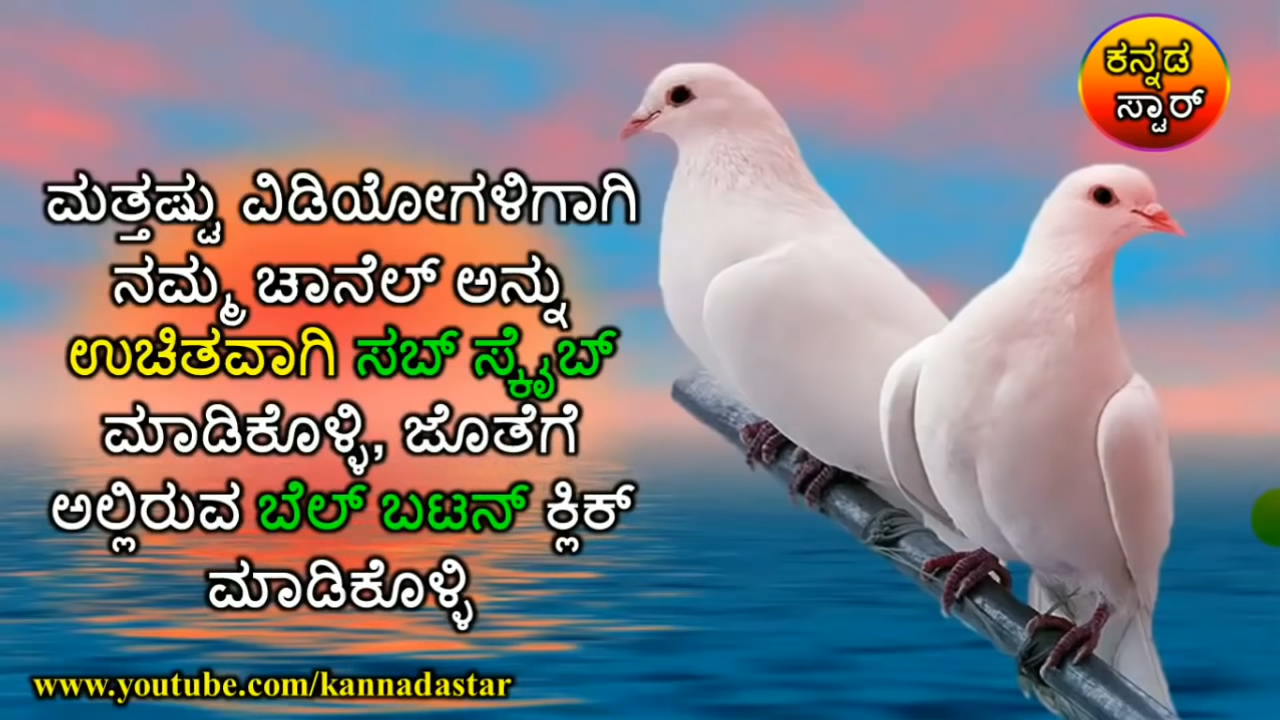 ಕನ್ನಡ
ಸ್ಟಾರ್
ಮತ್ತಷ್ಟು ವಿಡಿಯೋಗಳಿಗಾಗಿ
ನಮ್ಮ ಚಾನೆಲ್ ಅನ್ನು
ಉಚಿತವಾಗಿ ಸಬ್ ಸ್ಕ್ರೈಬ್
ಮಾಡಿಕೊಳ್ಳಿ, ಜೊತೆಗೆ
ಅಲ್ಲಿರುವ ಬೆಲ್ ಬಟನ್ ಕ್ಲಿಕ್
ಮಾಡಿಕೊಳ್ಳಿ
www.youtube.com/kannadastar